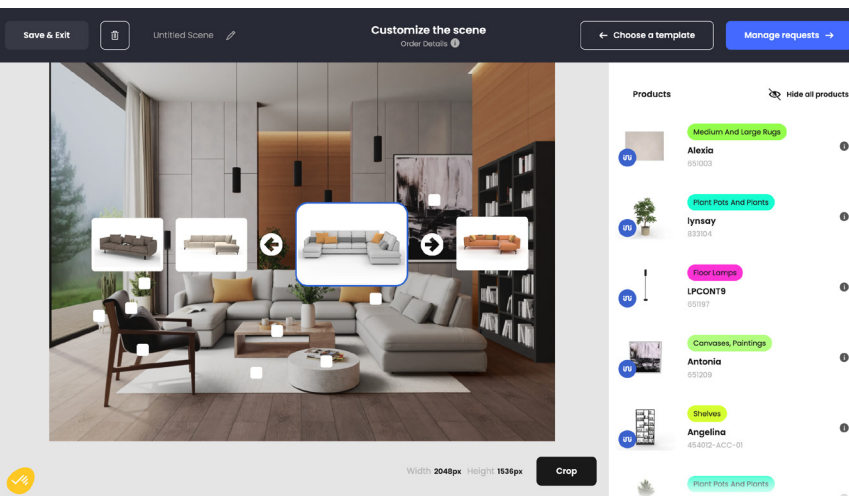 Save & Exit
Untitled Scene
Customize the scene
Order Details
← Choose a template
Manage requests →
Products
Hide all products
Medium And Large Rugs
Alexia
651003
Plant Pots And Plants
lynsay
833104
Floor Lamps
LPCONT9
651197
Canvases, Paintings
Antonia
651209
Shelves
Angelina
454012-ACC-01
Plant Pots And Plants
Width 2048px Height 1536px
Crop